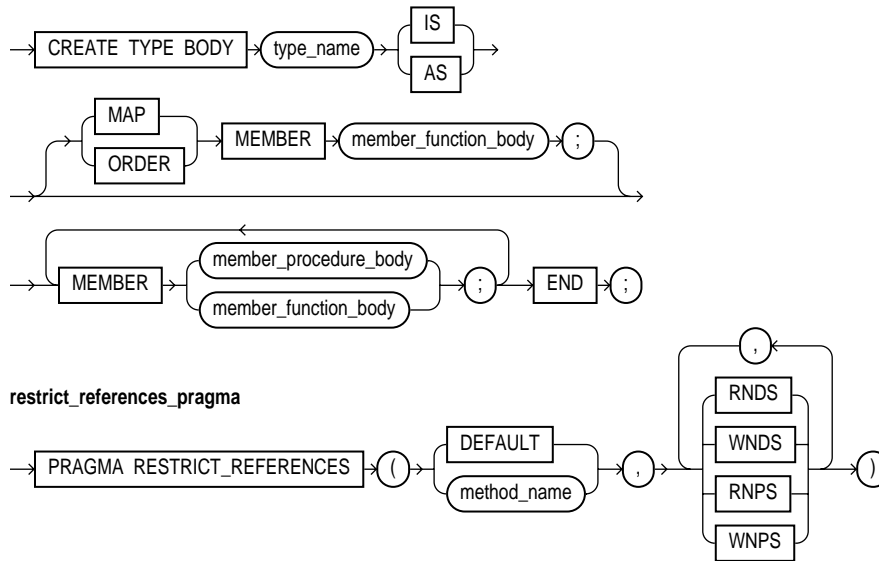 CREATE TYPE BODY type_name IS
AS
MAP
ORDER
MEMBER member_function_body ;
MEMBER
member_procedure_body
member_function_body
; END ;
restrict_references_pragma
PRAGMA RESTRICT_REFERENCES (
DEFAULT
method_name
,
,
RNDS
WNDS
RNPS
WNPS
)